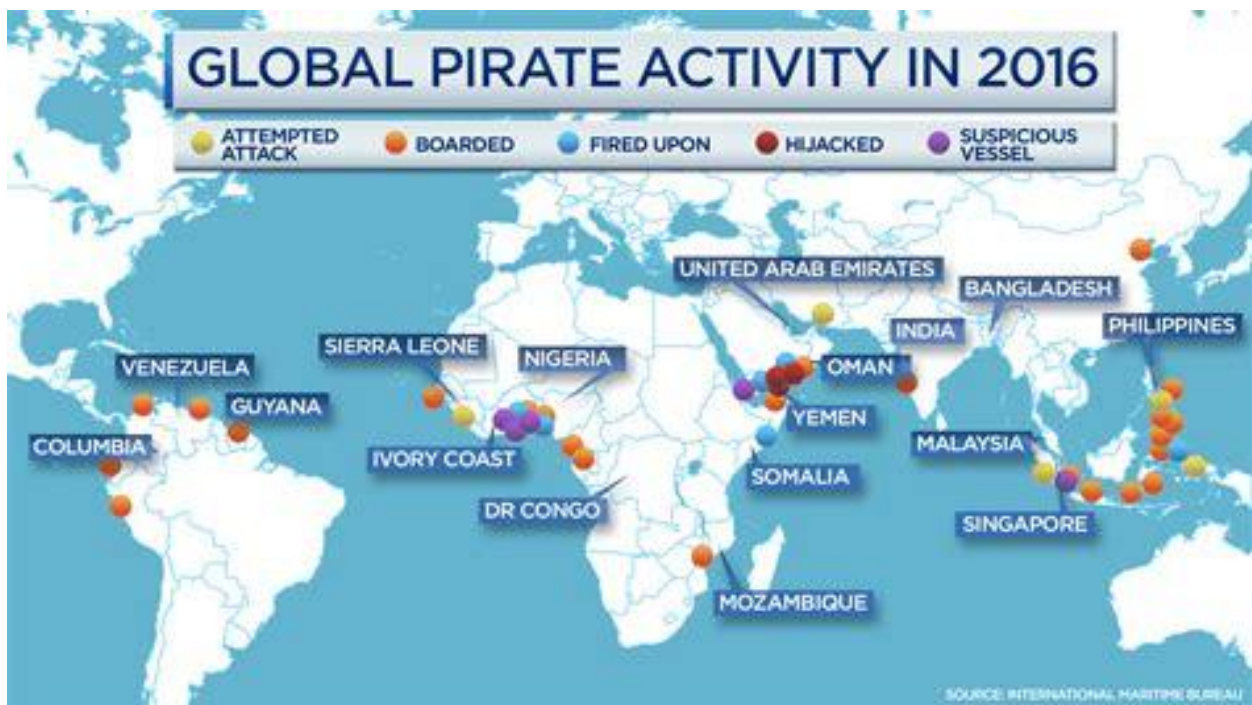 GLOBAL PIRATE ACTIVITY IN 2016
ATTEMPTED
ATTACK
BOARDED
FIRED UPON
HIJACKED
SUSPICIOUS
VESSEL
UNITED ARAB EMIRATES
BANGLADESH
INDIA
PHILIPPINES
SIERRA LEONE
NIGERIA
VENEZUELA
OMAN
GUYANA
YEMEN
COLUMBIA
IVORY COAST
MALAYSIA
SOMALIA
DR CONGO
SINGAPORE
MOZAMBIQUE
SOURCE: INTERNATIONAL MARITIME BUREAU